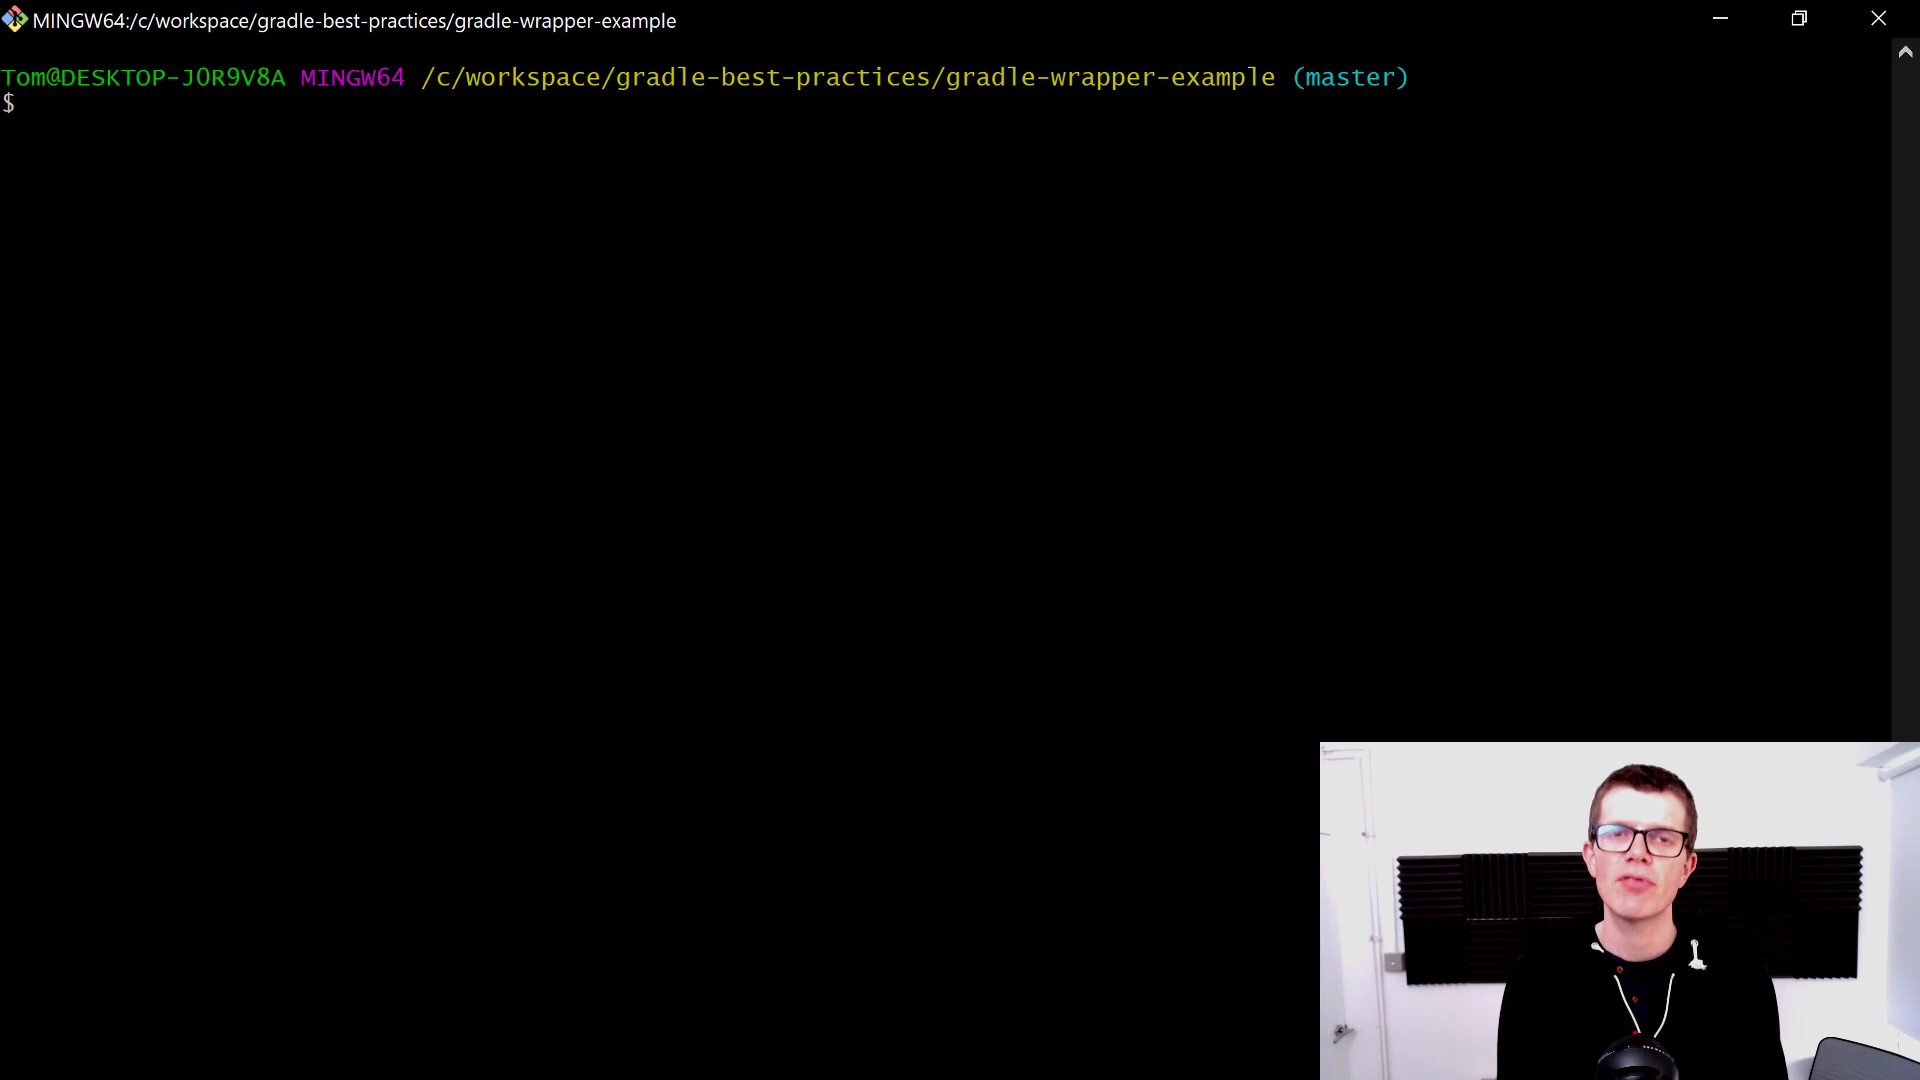 MINGW64:/c/workspace/gradle-best-practices/gradle-wrapper-example
Tom@DESKTOP-J0R9V8A MINGW64 /c/workspace/gradle-best-practices/gradle-wrapper-example (master)
$